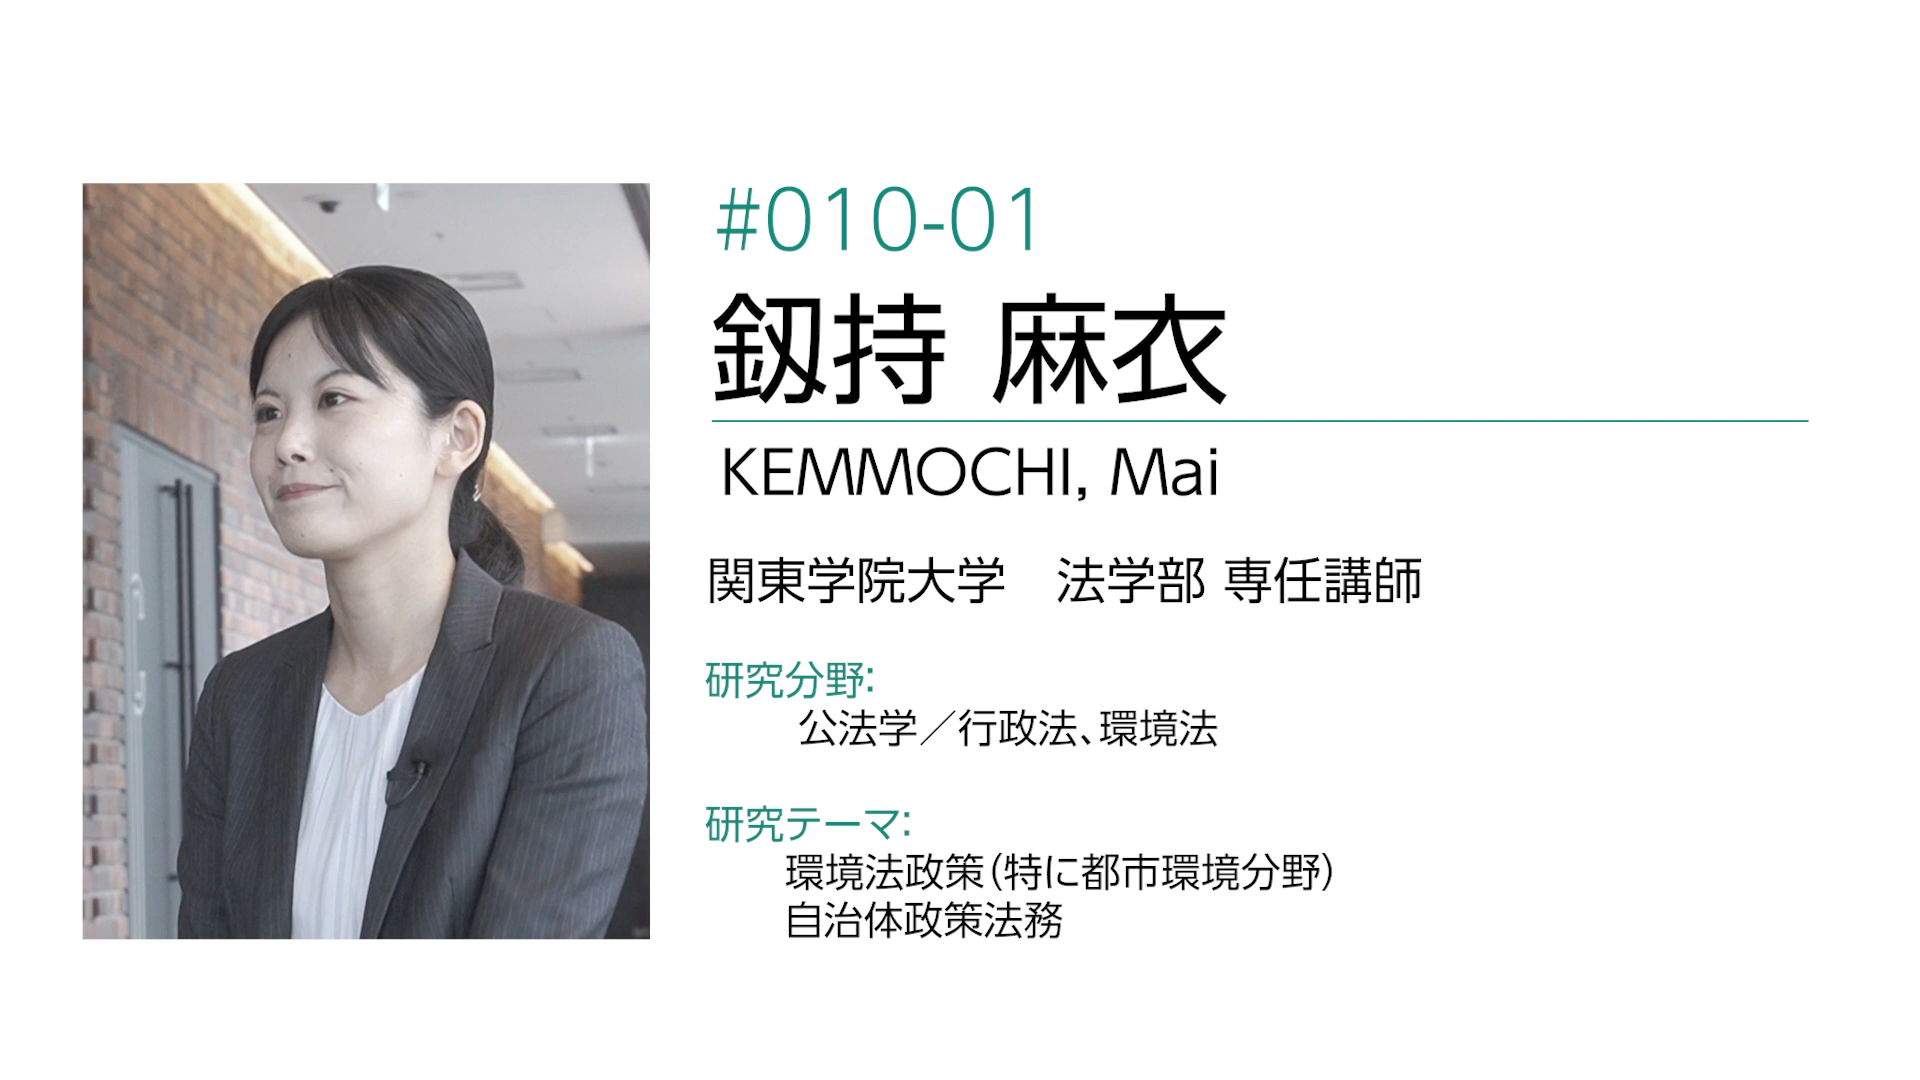 #010-01
釼持 麻衣
KEMMOCHI, Mai
関東学院大学　法学部 専任講師
研究分野:
公法学／行政法、環境法
研究テーマ:
環境法政策（特に都市環境分野）
自治体政策法務